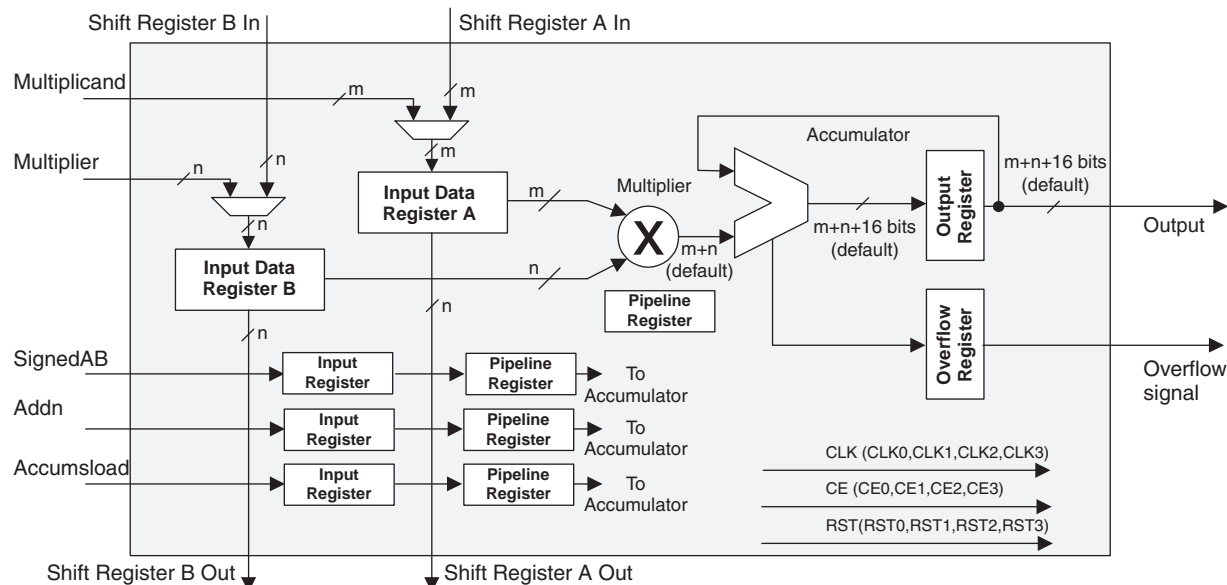 Shift Register B In
Shift Register A In
Multiplicand
m
m
Multiplier
n
n
m
n
Input Data
Register A
m
Input Data
Register B
n
n
n
Multiplier
X
m+n
(default)
Pipeline
Register
Accumulator
m+n+16 bits
(default)
Output
Register
m+n+16 bits
(default)
Output
Overflow
Register
Overflow
signal
SignedAB
Input
Register
Pipeline
Register
To
Accumulator
Addn
Input
Register
Pipeline
Register
To
Accumulator
Accumsload
Input
Register
Pipeline
Register
To
Accumulator
CLK (CLK0,CLK1,CLK2,CLK3)
CE (CE0,CE1,CE2,CE3)
RST(RST0,RST1,RST2,RST3)
Shift Register B Out
Shift Register A Out